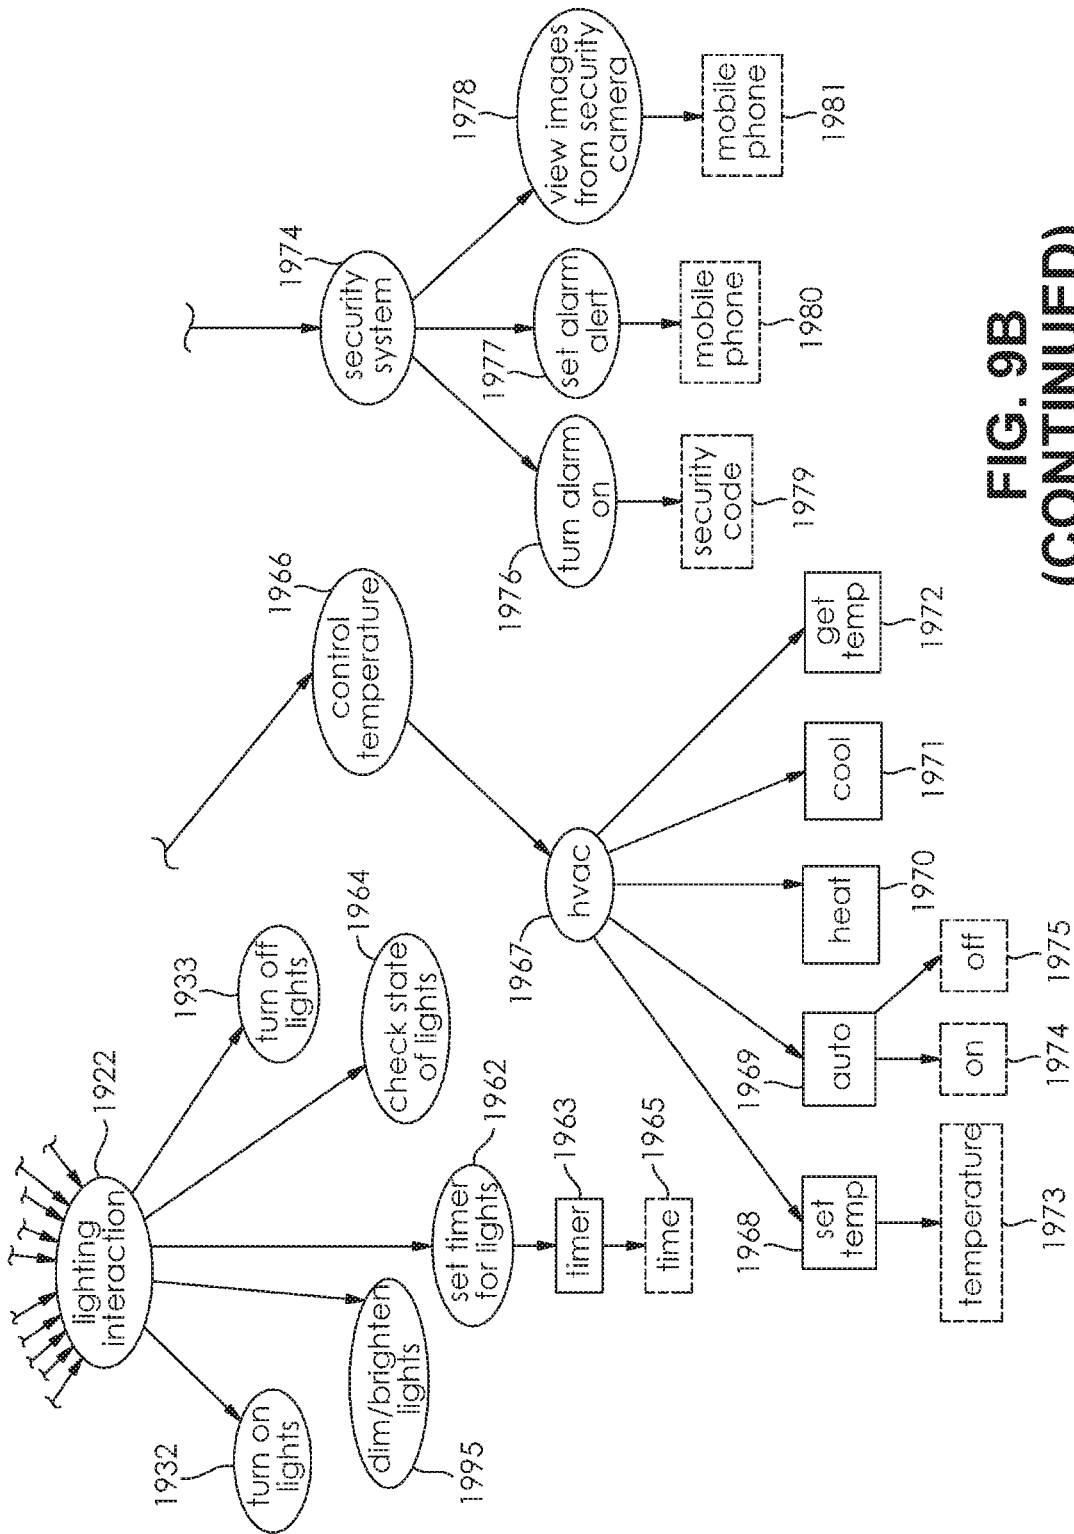 lighting
interaction
1922
turn on
lights
1932
dim/brighten
lights
1995
set timer
for lights
1962
timer
1963
time
1965
check state
of lights
1964
turn off
lights
1933
control
temperature
1966
hvac
1967
set
temp
1968
temperature
1973
auto
1969
on
1974
off
1975
heat
1970
cool
1971
get
temp
1972
security
system
1974
turn alarm
on
1976
security
code
1979
set alarm
alert
1977
mobile
phone
1980
view images
from security
camera
1978
mobile
phone
1981
FIG. 9B
(CONTINUED)